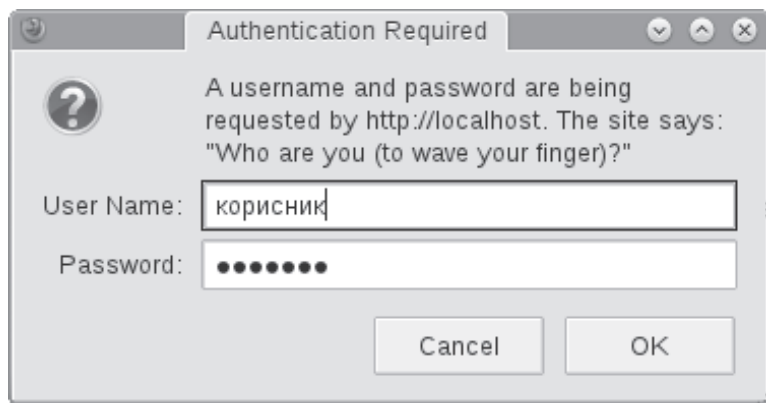 Authentication Required
A username and password are being
requested by http://localhost. The site says:
"Who are you (to wave your finger)?"
User Name: корисник
Password: ●●●●●●●
Cancel OK